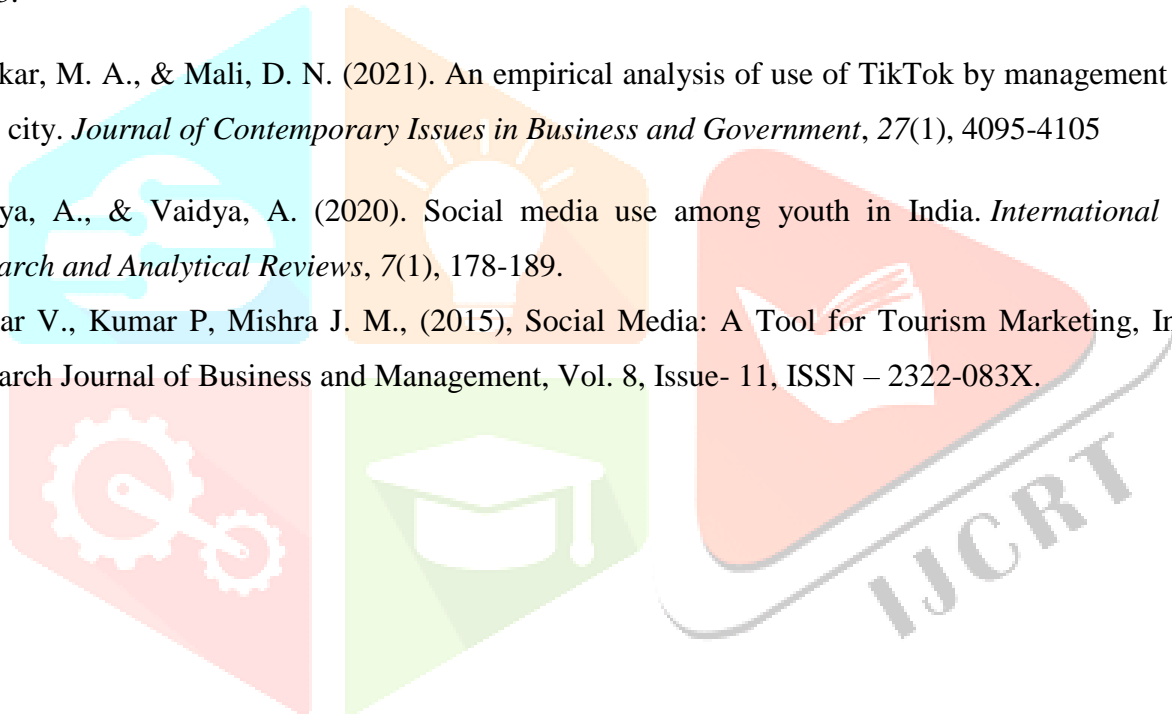 kar, M. A., & Mali, D. N. (2021). An empirical analysis of use of TikTok by management
city. Journal of Contemporary Issues in Business and Government, 27(1), 4095-4105
ya, A., & Vaidya, A. (2020). Social media use among youth in India. International
arch and Analytical Reviews, 7(1), 178-189.
ar V., Kumar P, Mishra J. M., (2015), Social Media: A Tool for Tourism Marketing, In
arch Journal of Business and Management, Vol. 8, Issue- 11, ISSN – 2322-083X.
IJCRT